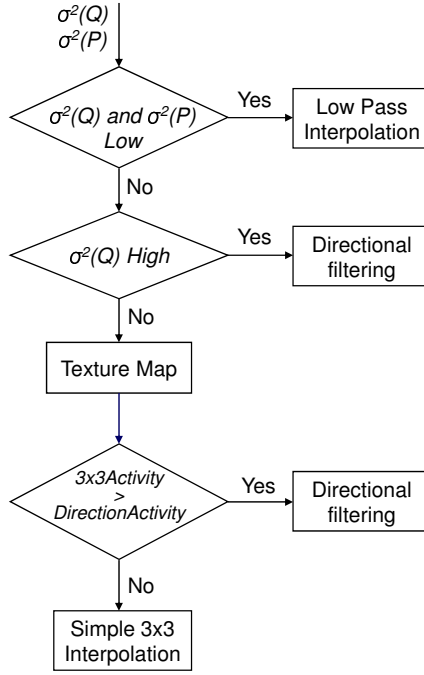 σ²(Q)
σ²(P)
σ²(Q) and σ²(P)
Low
Yes
Low Pass
Interpolation
No
σ²(Q) High
Yes
Directional
filtering
No
Texture Map
3x3Activity
>
DirectionActivity
Yes
Directional
filtering
No
Simple 3x3
Interpolation